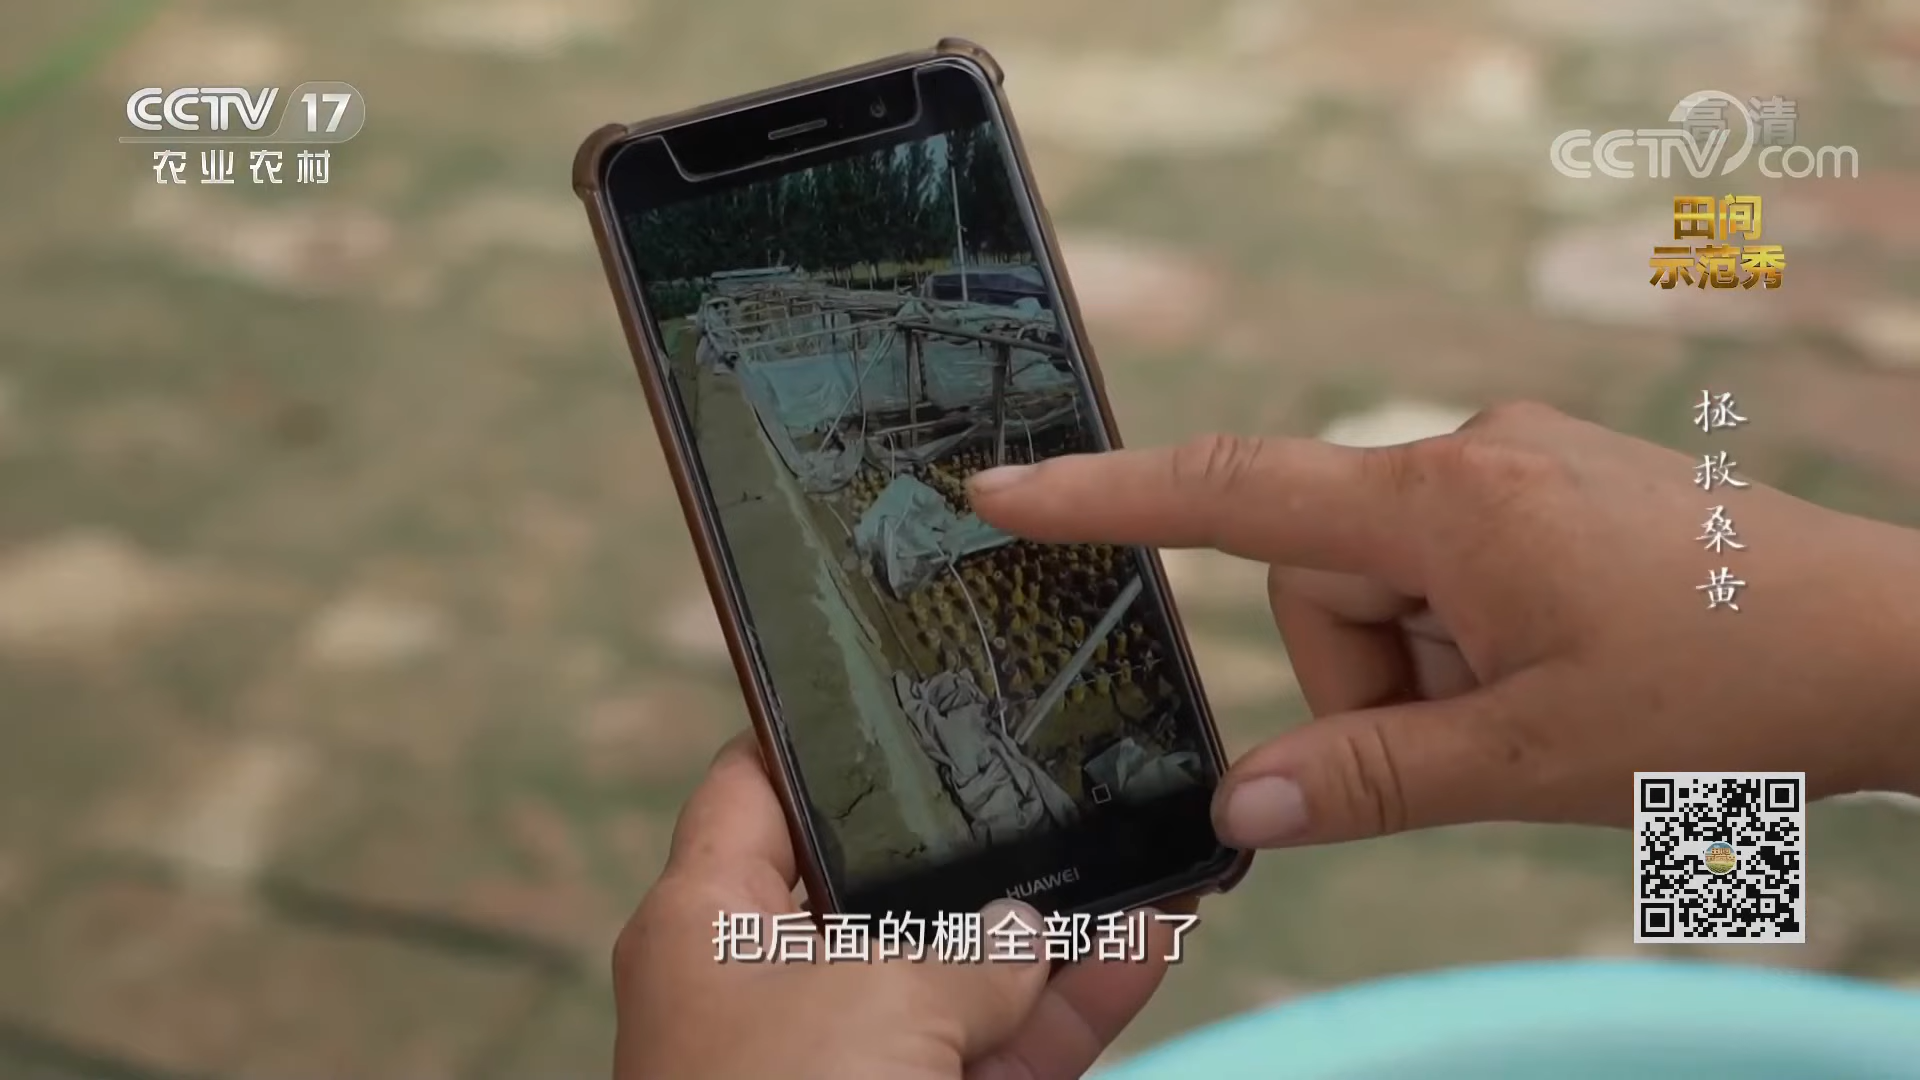 CCTV 17
农业农村
高清
CCTV.com
田间
示范秀
拯救桑黄
HUAWEI
把后面的棚全部刮了